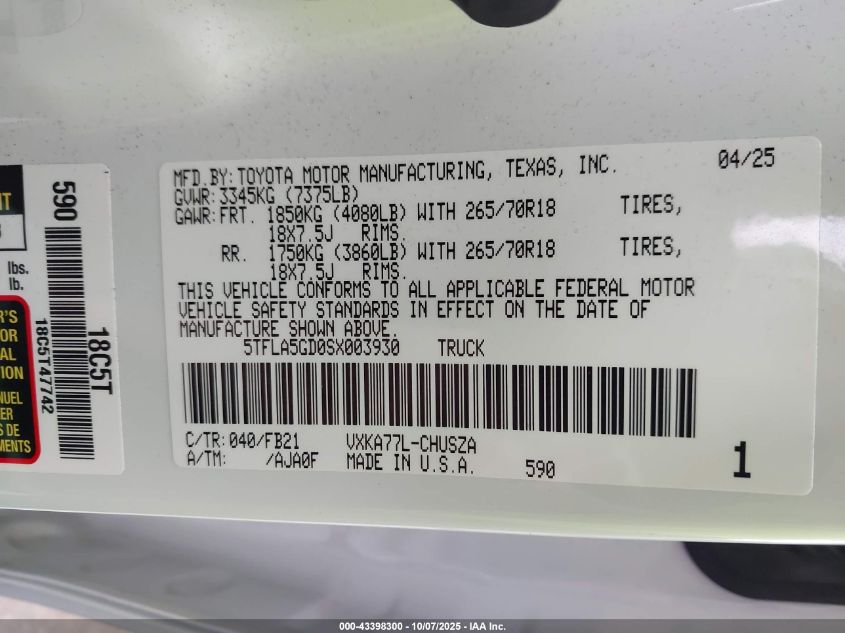 MFD.BY:TOYOTA MOTOR MANUFACTURING, TEXAS, INC. 04/25
GVWR:3345KG (7375LB)
GAWR:FRT. 1850KG (4080LB) WITH 265/70R18 TIRES,
18X7.5J RIMS.
RR. 1750KG (3860LB) WITH 265/70R18 TIRES,
18X7.5J RIMS.
THIS VEHICLE CONFORMS TO ALL APPLICABLE FEDERAL MOTOR
VEHICLE SAFETY STANDARDS IN EFFECT ON THE DATE OF
MANUFACTURE SHOWN ABOVE.
5TFLA5GD0SX003930 TRUCK
C/TR:040/FB21 VXKA77L-CHUSZA
A/TM: /AJA0F MADE IN U.S.A. 590 1
590
18C5T
18C5T47742
lbs.
lb.
000-43398300 - 10/07/2025 - IAA Inc.